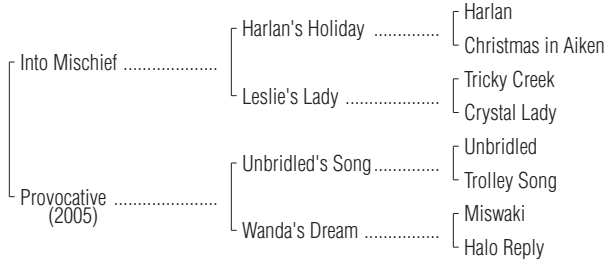 Harlan
Harlan's Holiday ..............
Christmas in Aiken
Into Mischief ....................
Tricky Creek
Leslie's Lady ....................
Crystal Lady
Unbridled
Unbridled's Song..............
Trolley Song
Provocative ......................
(2005)
Miswaki
Wanda's Dream ................
Halo Reply